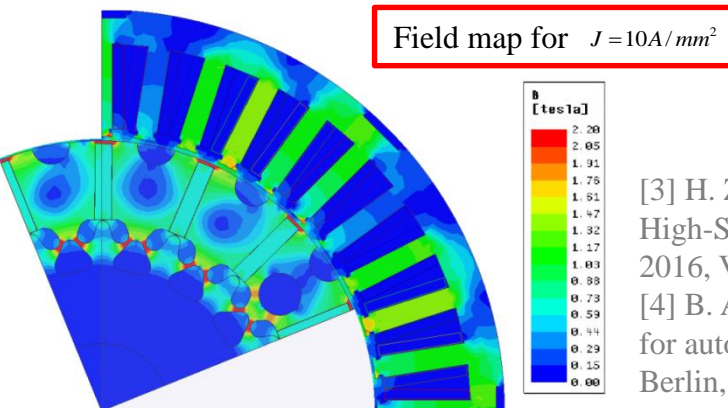 Field map for J = 10A / mm²
B
[tesla]
2.20
2.05
1.91
1.76
1.61
1.47
1.32
1.17
1.03
0.88
0.73
0.59
0.44
0.29
0.15
0.00
[3] H. Z
High-S
2016, V
[4] B. A
for auto
Berlin,